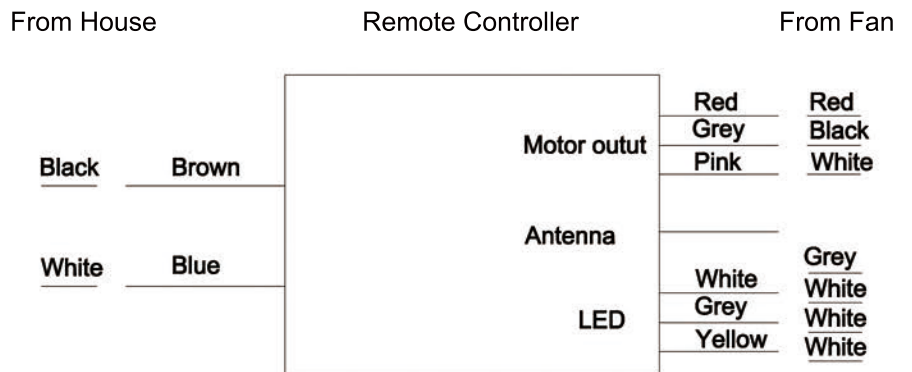 From House Remote Controller From Fan
Red Red
Motor outut Grey Black
Black Brown Pink White
Antenna
White Blue Grey
White White
LED Grey White
Yellow White